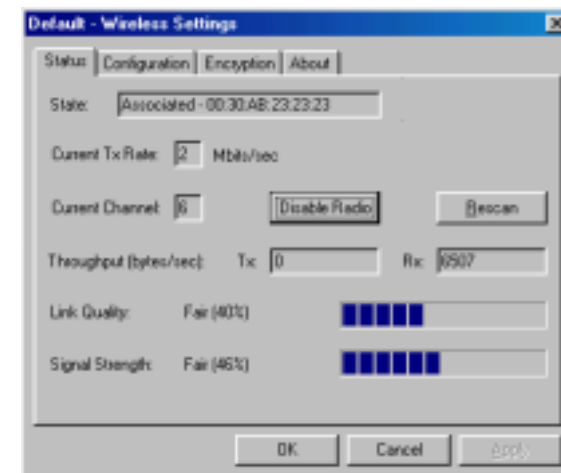 Default - Wireless Settings
Status Configuration Encryption About
State: Associated - 00:30:AB:23:23:23
Current Tx Rate: 2 Mbits/sec
Current Channel: 6 Disable Radio Rescan
Throughput (bytes/sec): Tx: 0 Rx: 6507
Link Quality: Fair (40%)
Signal Strength: Fair (46%)
OK Cancel Apply